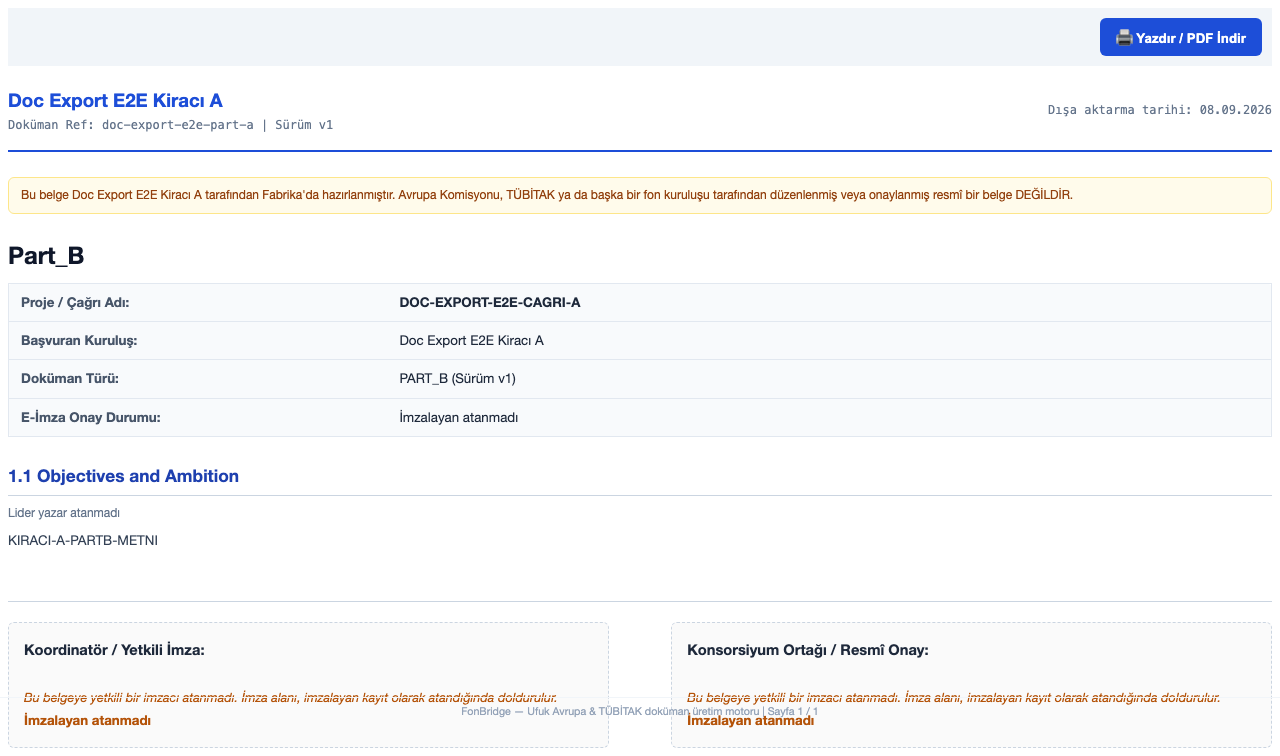 🖨️ Yazdır / PDF İndir
Doc Export E2E Kiracı A
Doküman Ref: doc-export-e2e-part-a | Sürüm v1
Dışa aktarma tarihi: 08.09.2026
Bu belge Doc Export E2E Kiracı A tarafından Fabrika'da hazırlanmıştır. Avrupa Komisyonu, TÜBİTAK ya da başka bir fon kuruluşu tarafından düzenlenmiş veya onaylanmış resmî bir belge DEĞİLDİR.
Part_B
Proje / Çağrı Adı: DOC-EXPORT-E2E-CAGRI-A
Başvuran Kuruluş: Doc Export E2E Kiracı A
Doküman Türü: PART_B (Sürüm v1)
E-İmza Onay Durumu: İmzalayan atanmadı
1.1 Objectives and Ambition
Lider yazar atanmadı
KIRACI-A-PARTB-METNI
Koordinatör / Yetkili İmza:
Bu belgeye yetkili bir imzacı atanmadı. İmza alanı, imzalayan kayıt olarak atandığında doldurulur.
İmzalayan atanmadı
Konsorsiyum Ortağı / Resmî Onay:
Bu belgeye yetkili bir imzacı atanmadı. İmza alanı, imzalayan kayıt olarak atandığında doldurulur.
İmzalayan atanmadı
FonBridge — Ufuk Avrupa & TÜBİTAK doküman üretim motoru | Sayfa 1 / 1